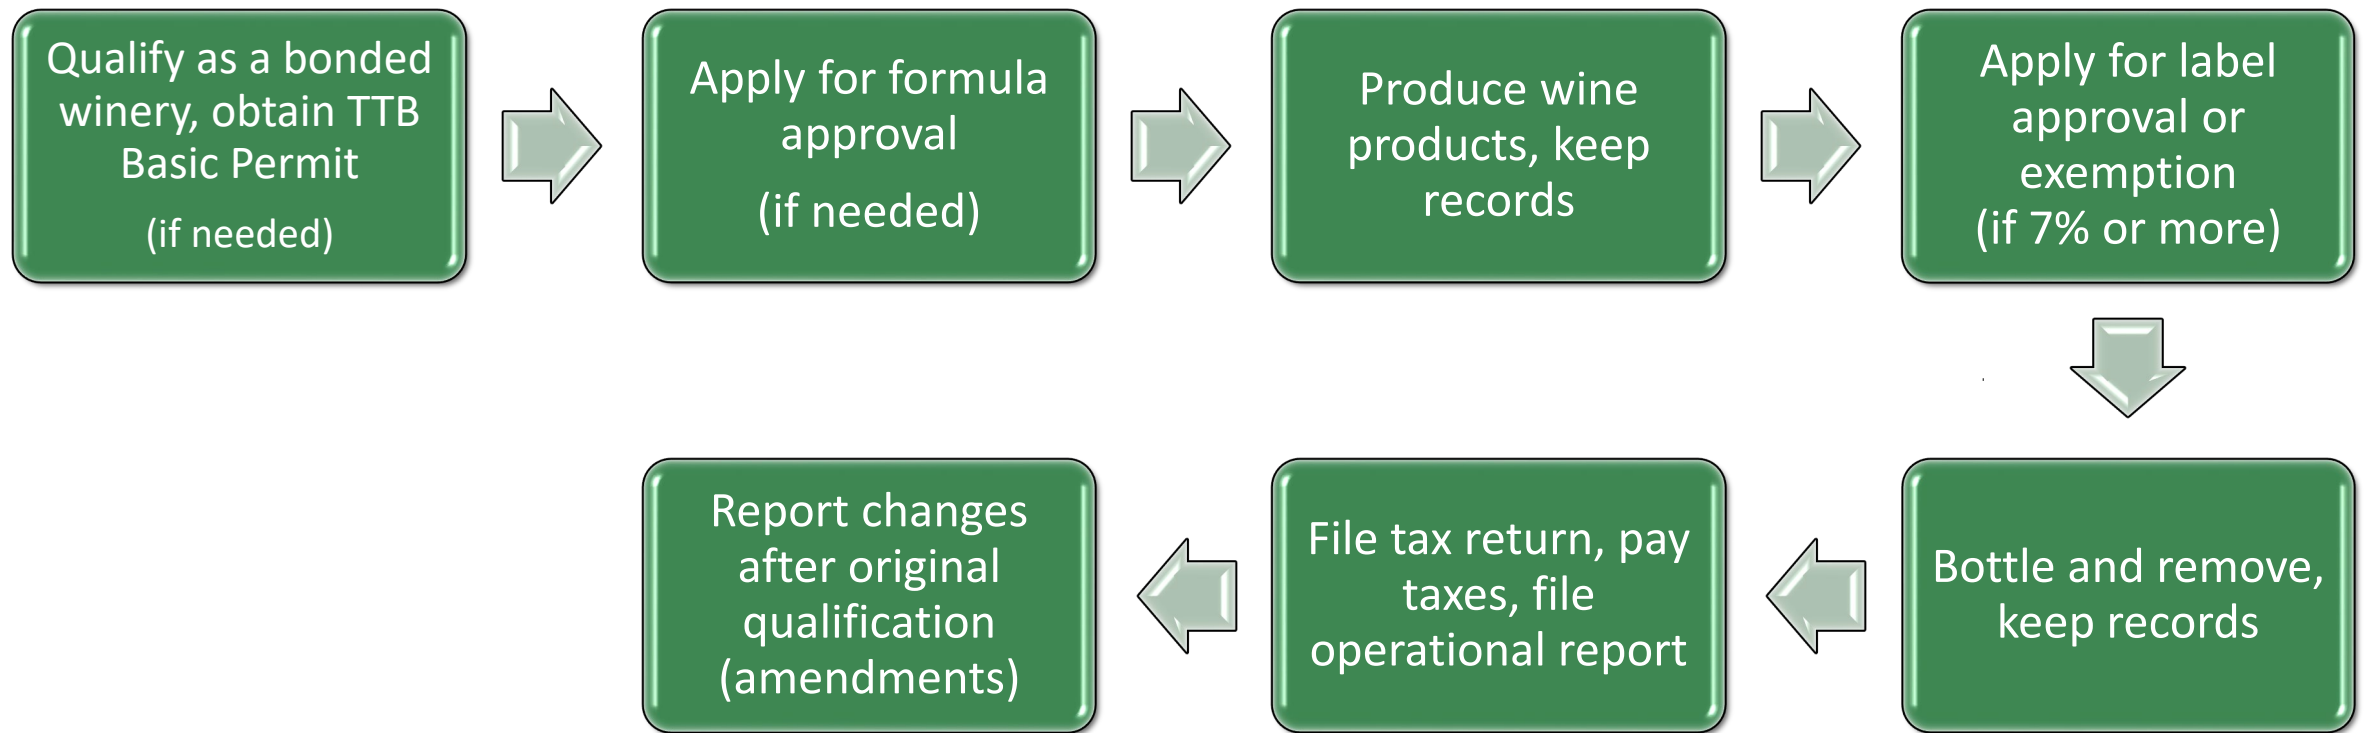 Qualify as a bonded
winery, obtain TTB
Basic Permit
(if needed)
Apply for formula
approval
(if needed)
Produce wine
products, keep
records
Apply for label
approval or
exemption
(if 7% or more)
Bottle and remove,
keep records
File tax return, pay
taxes, file
operational report
Report changes
after original
qualification
(amendments)